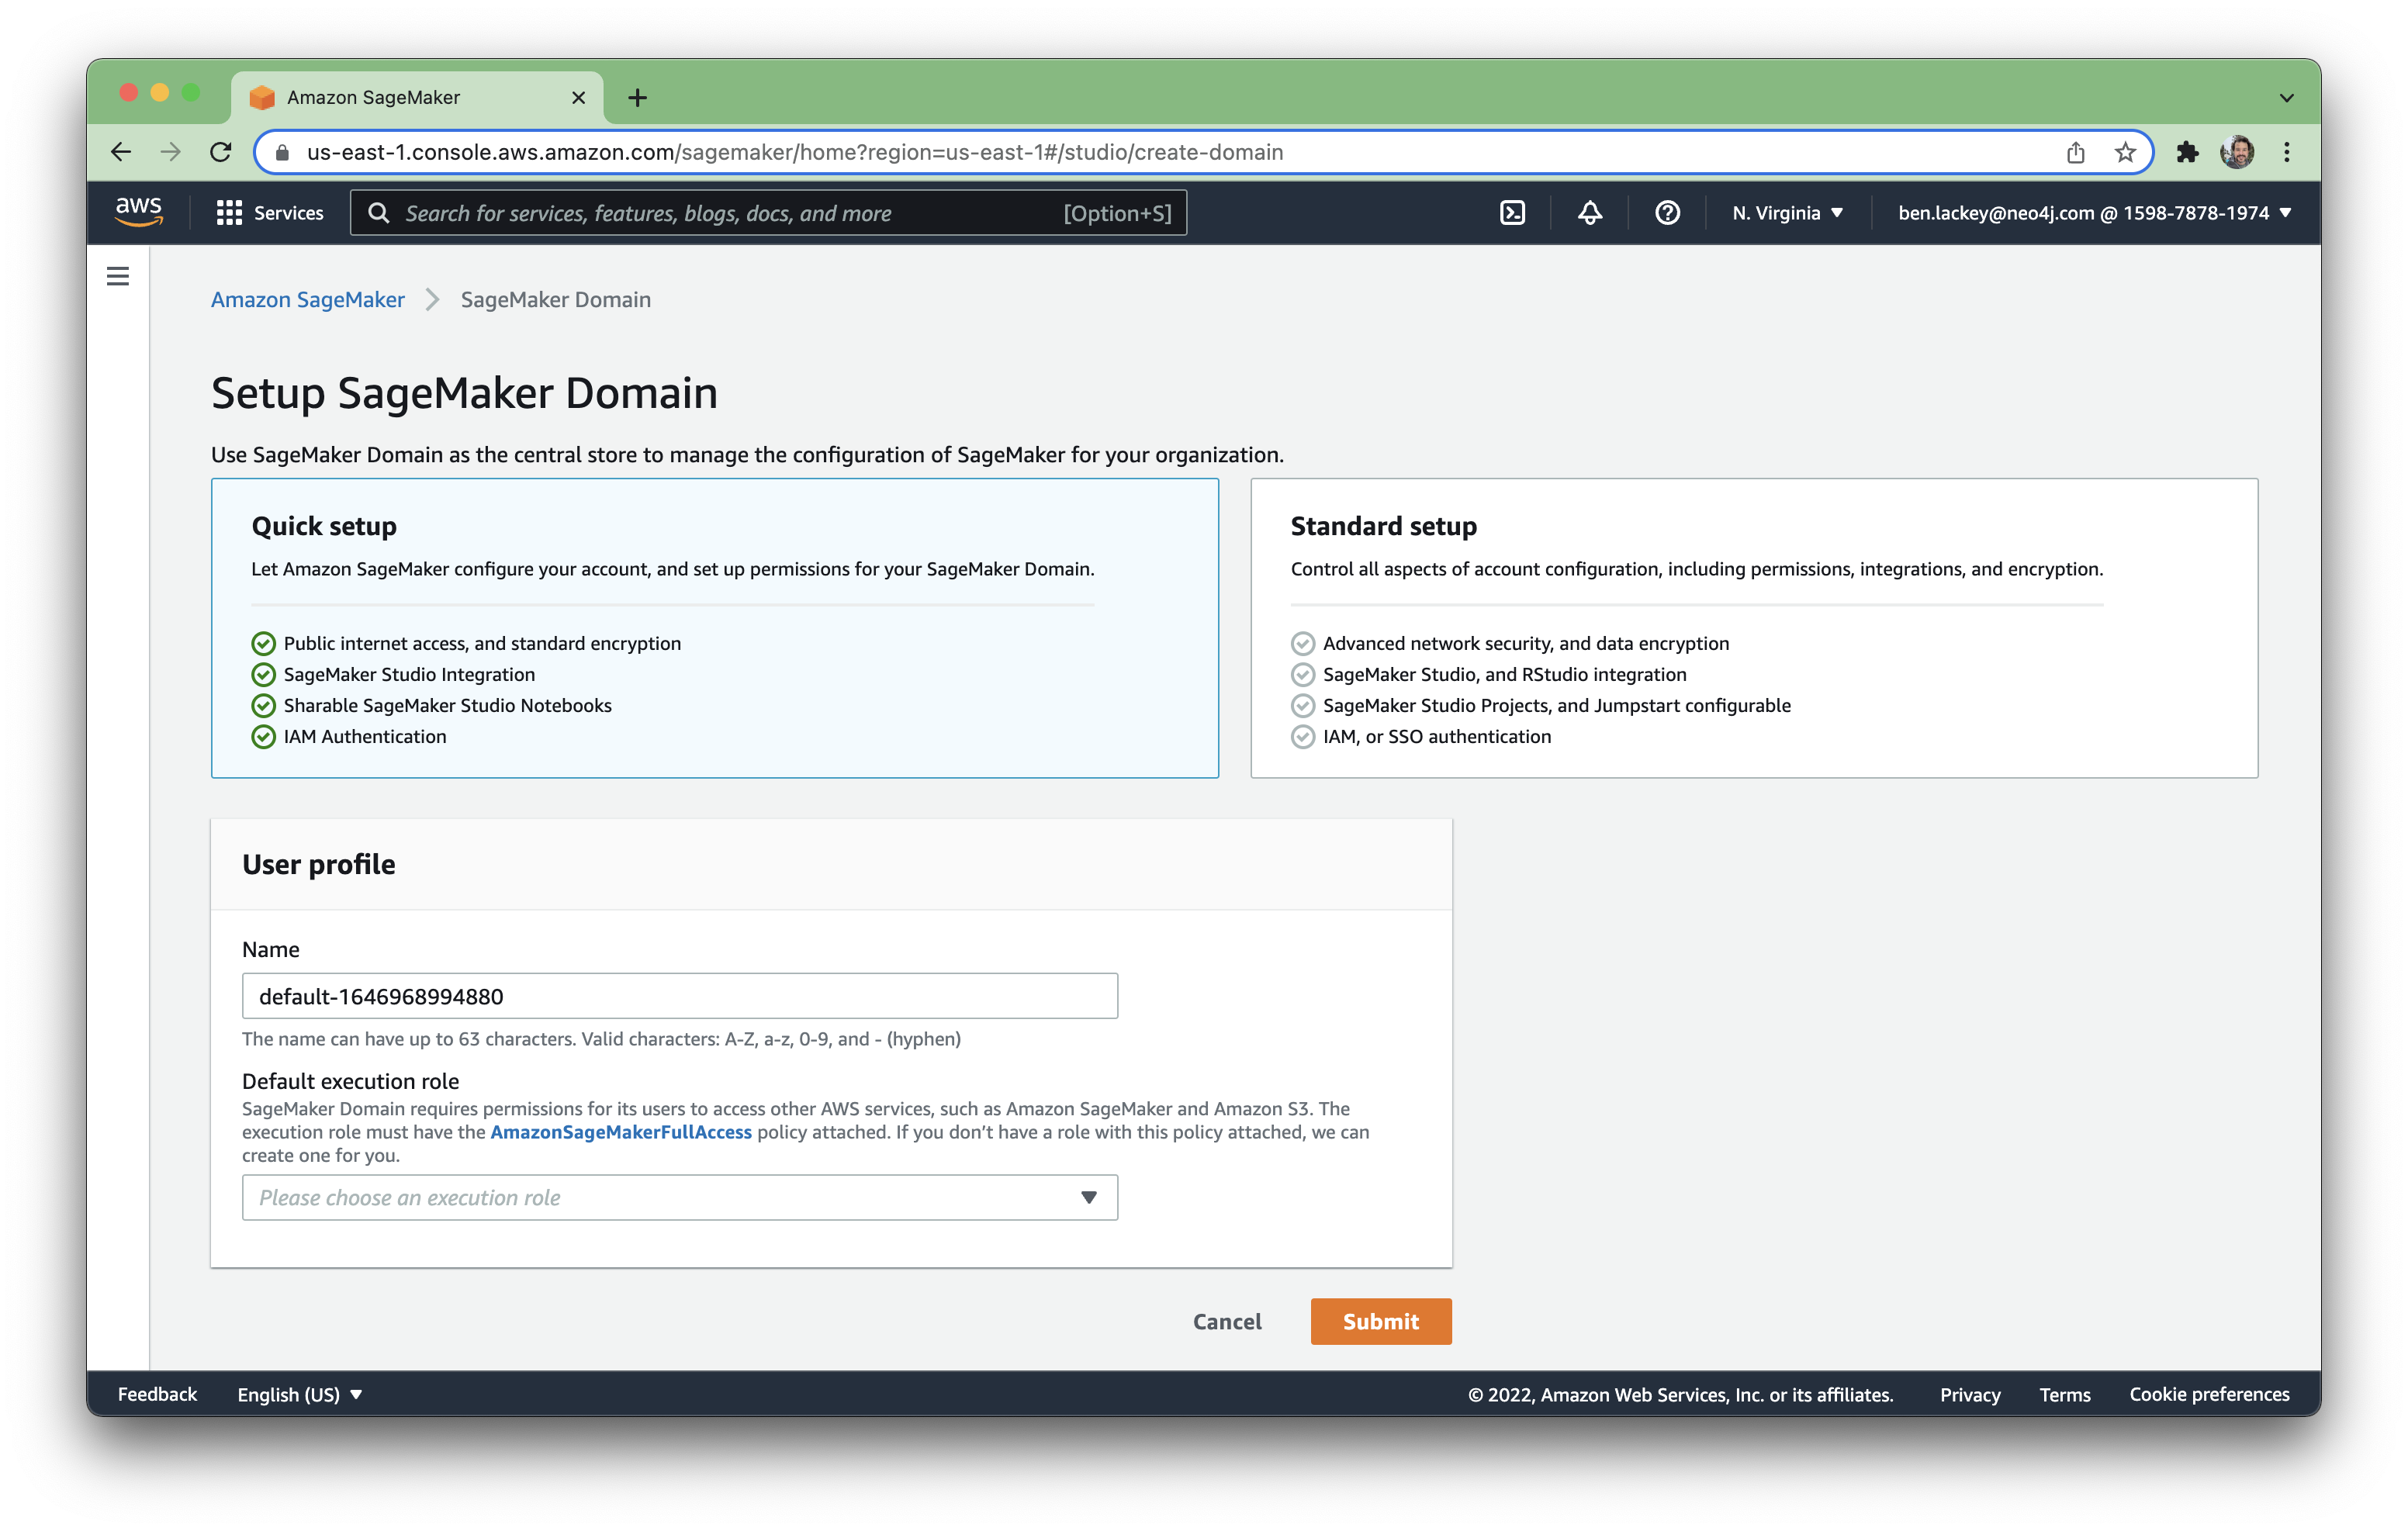 Amazon SageMaker
us-east-1.console.aws.amazon.com/sagemaker/home?region=us-east-1#/studio/create-domain
aws Services Search for services, features, blogs, docs, and more [Option+S] N. Virginia ben.lackey@neo4j.com @ 1598-7878-1974
Amazon SageMaker SageMaker Domain
Setup SageMaker Domain
Use SageMaker Domain as the central store to manage the configuration of SageMaker for your organization.
Quick setup
Let Amazon SageMaker configure your account, and set up permissions for your SageMaker Domain.
Public internet access, and standard encryption
SageMaker Studio Integration
Sharable SageMaker Studio Notebooks
IAM Authentication
Standard setup
Control all aspects of account configuration, including permissions, integrations, and encryption.
Advanced network security, and data encryption
SageMaker Studio, and RStudio integration
SageMaker Studio Projects, and Jumpstart configurable
IAM, or SSO authentication
User profile
Name
default-1646968994880
The name can have up to 63 characters. Valid characters: A-Z, a-z, 0-9, and - (hyphen)
Default execution role
SageMaker Domain requires permissions for its users to access other AWS services, such as Amazon SageMaker and Amazon S3. The
execution role must have the AmazonSageMakerFullAccess policy attached. If you don’t have a role with this policy attached, we can
create one for you.
Please choose an execution role
Cancel Submit
Feedback English (US) © 2022, Amazon Web Services, Inc. or its affiliates. Privacy Terms Cookie preferences